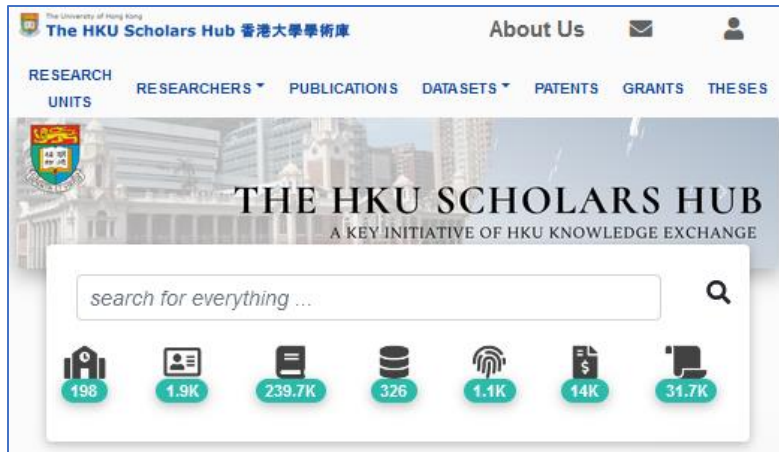 The University of Hong Kong
The HKU Scholars Hub 香港大學學術庫
About Us
RESEARCH UNITS
RESEARCHERS
PUBLICATIONS
DATASETS
PATENTS
GRANTS
THESES
THE HKU SCHOLARS HUB
A KEY INITIATIVE OF HKU KNOWLEDGE EXCHANGE
search for everything ...
198
1.9K
239.7K
326
1.1K
14K
31.7K